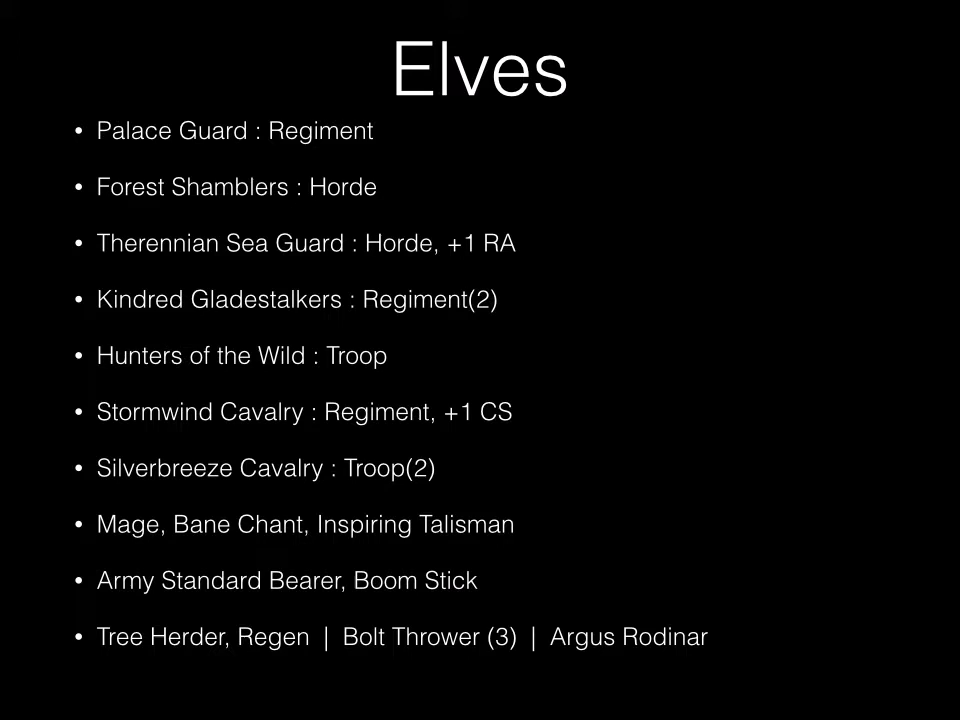 Elves
• Palace Guard : Regiment
• Forest Shamblers : Horde
• Therennian Sea Guard : Horde, +1 RA
• Kindred Gladestalkers : Regiment(2)
• Hunters of the Wild : Troop
• Stormwind Cavalry : Regiment, +1 CS
• Silverbreeze Cavalry : Troop(2)
• Mage, Bane Chant, Inspiring Talisman
• Army Standard Bearer, Boom Stick
• Tree Herder, Regen | Bolt Thrower (3) | Argus Rodinar